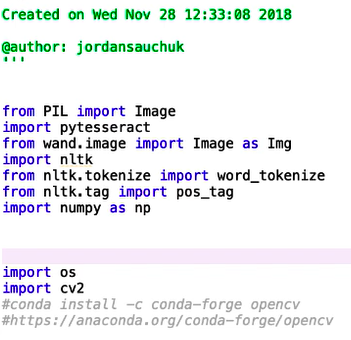 Created on Wed Nov 28 12:33:08 2018
@author: jordansauchuk
'''
from PIL import Image
import pytesseract
from wand.image import Image as Img
import nltk
from nltk.tokenize import word_tokenize
from nltk.tag import pos_tag
import numpy as np
import os
import cv2
#conda install -c conda-forge opencv
#https://anaconda.org/conda-forge/opencv